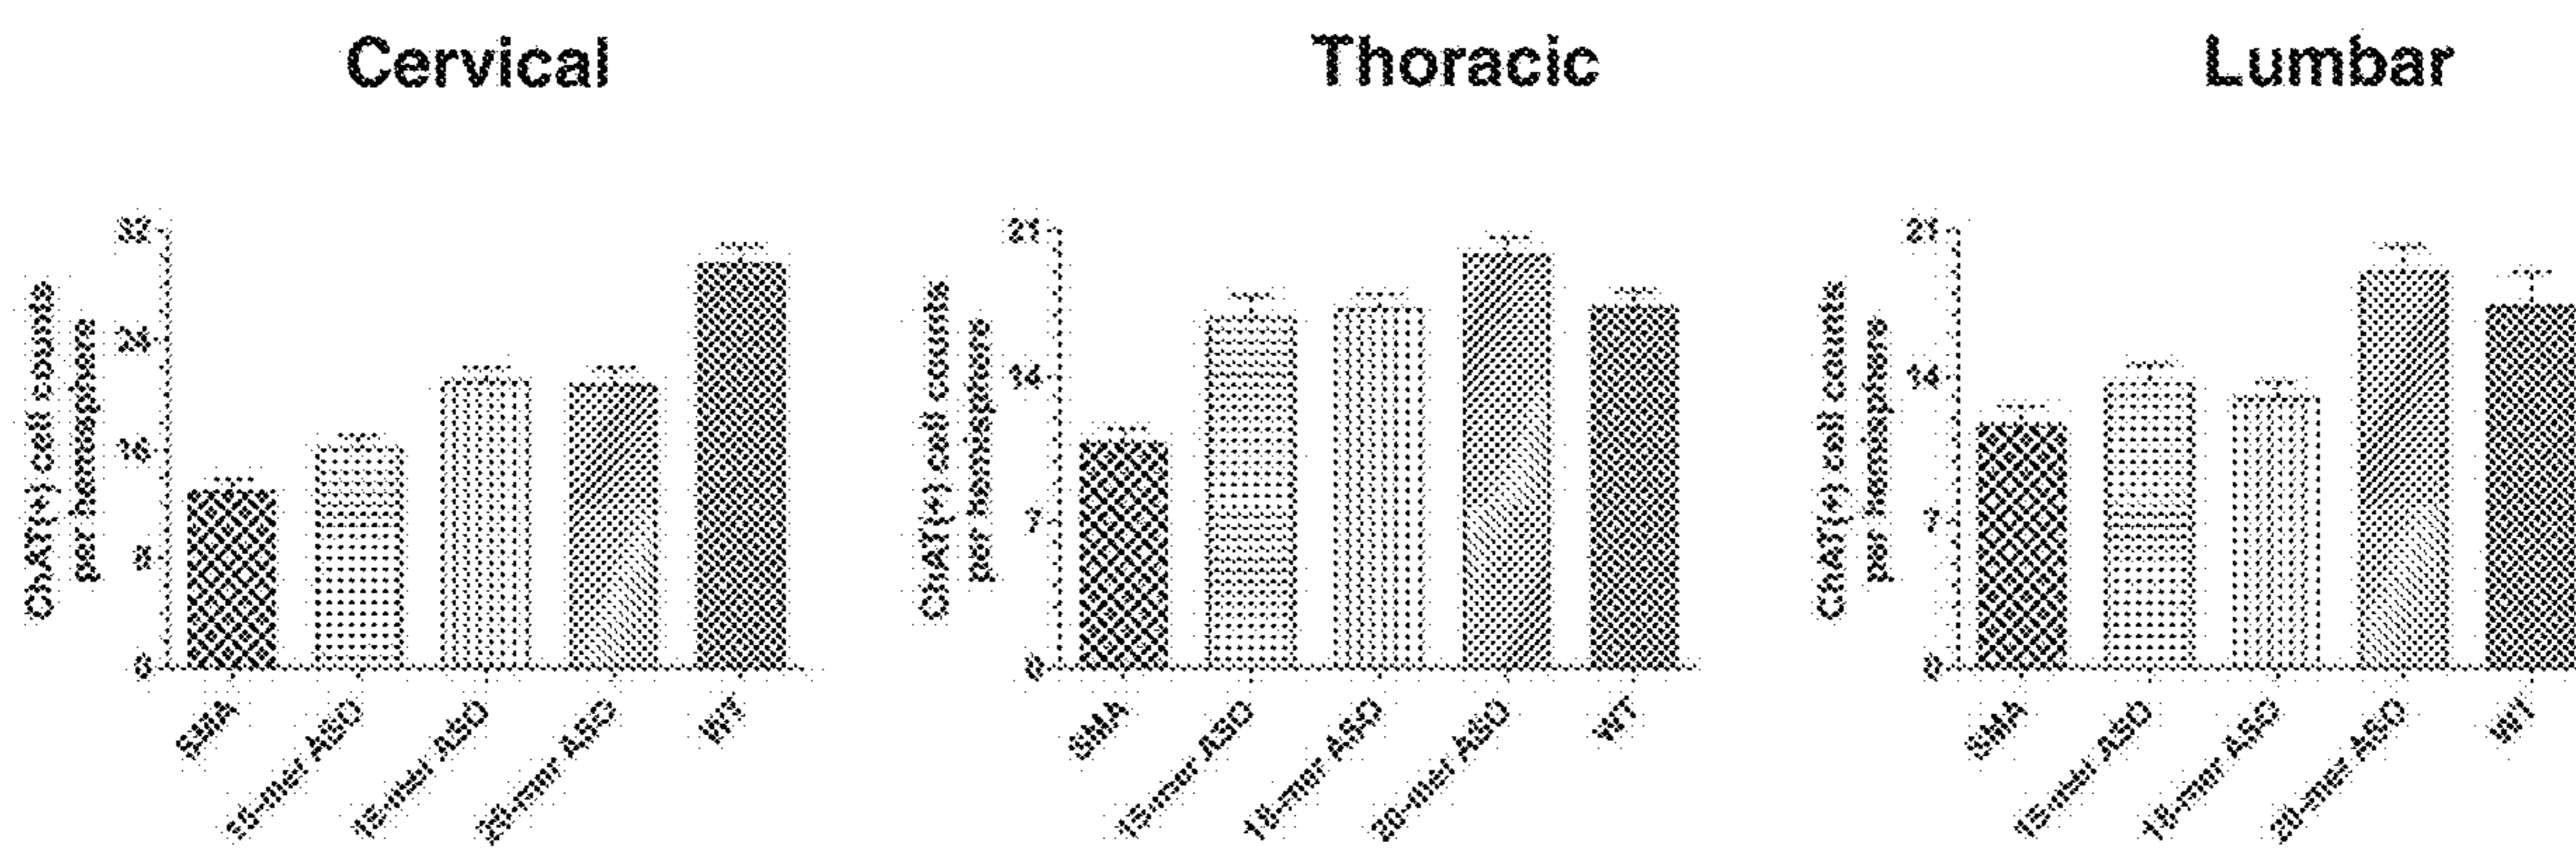 Cervical
ChAT(+) cell counts
per hemisphere
32
24
16
8
0
SMA
15-mer ASO
18-mer ASO
20-mer ASO
WT
Thoracic
ChAT(+) cell counts
per hemisphere
21
14
7
0
SMA
15-mer ASO
18-mer ASO
20-mer ASO
WT
Lumbar
ChAT(+) cell counts
per hemisphere
21
14
7
0
SMA
15-mer ASO
18-mer ASO
20-mer ASO
WT